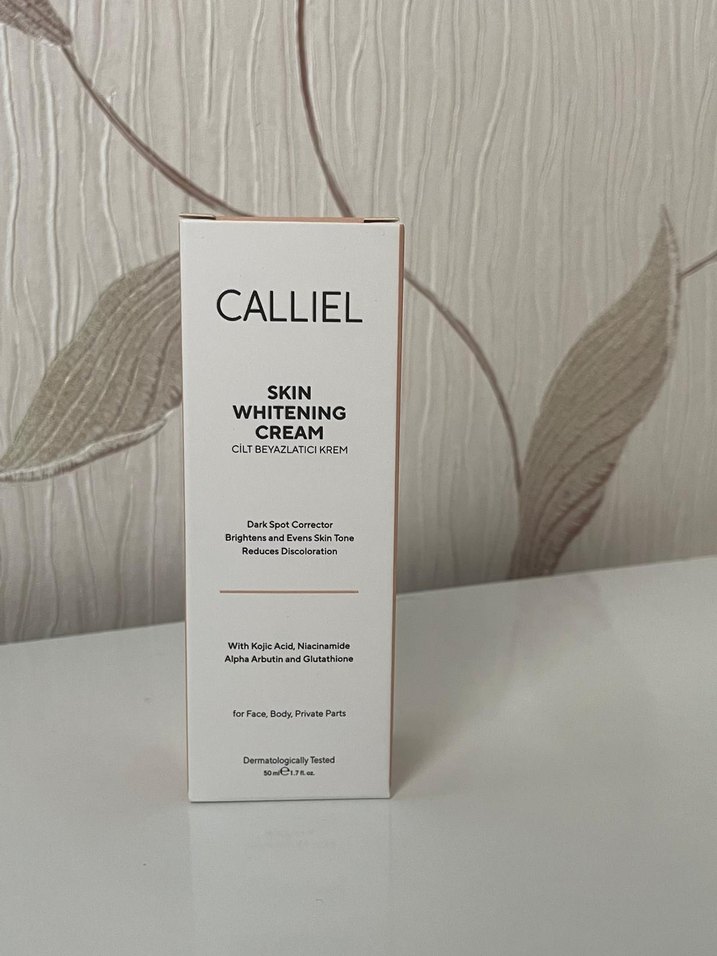 CALLIEL
SKIN
WHITENING
CREAM
CİLT BEYAZLATICI KREM
Dark Spot Corrector
Brightens and Evens Skin Tone
Reduces Discoloration
With Kojic Acid, Niacinamide
Alpha Arbutin and Glutathione
for Face, Body, Private Parts
Dermatologically Tested
50 ml ℮ 1.7 fl. oz.